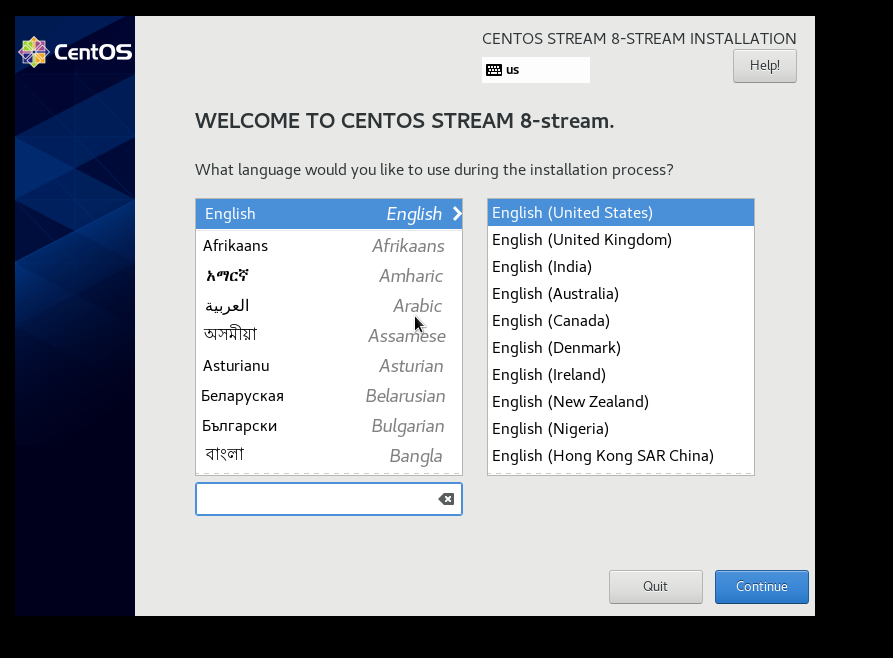 CentOS
CENTOS STREAM 8-STREAM INSTALLATION
us
Help!
WELCOME TO CENTOS STREAM 8-stream.
What language would you like to use during the installation process?
English English
Afrikaans Afrikaans
አማርኛ Amharic
العربية Arabic
অসমীয়া Assamese
Asturianu Asturian
Беларуская Belarusian
Български Bulgarian
বাংলা Bangla
English (United States)
English (United Kingdom)
English (India)
English (Australia)
English (Canada)
English (Denmark)
English (Ireland)
English (New Zealand)
English (Nigeria)
English (Hong Kong SAR China)
Quit Continue